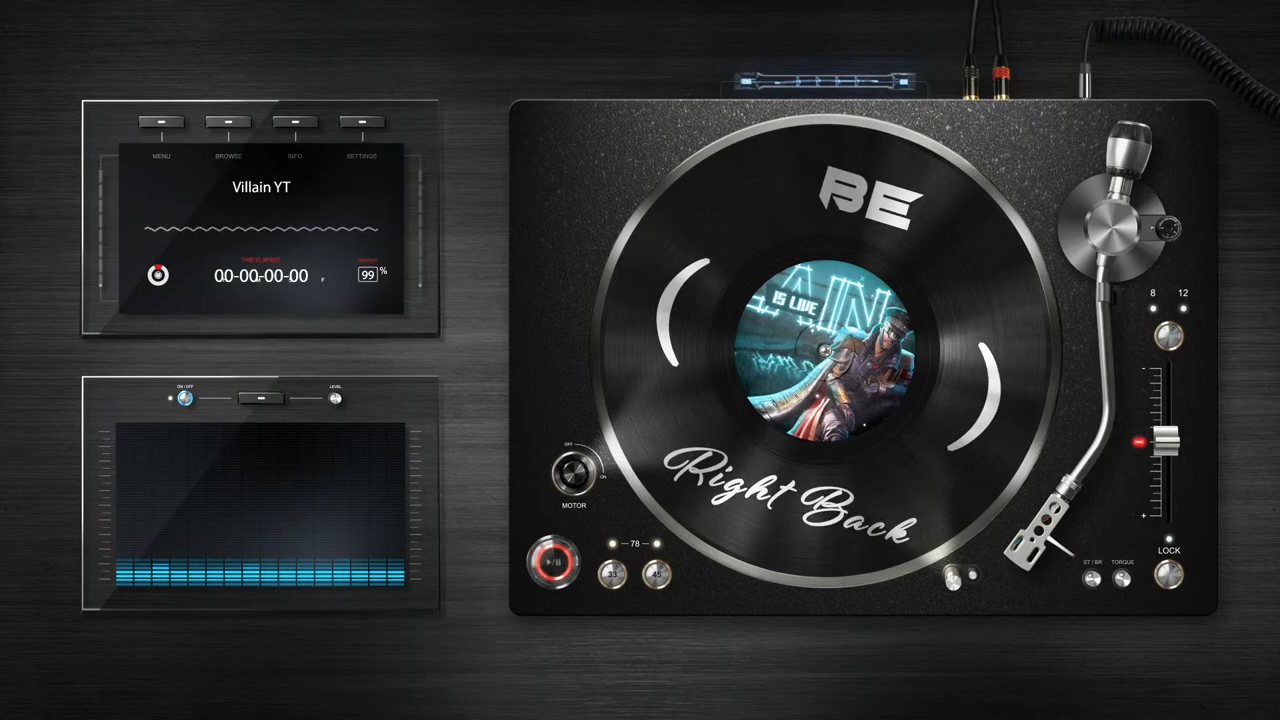 MENU BROWSE INFO SETTINGS
Villain YT
TIME ELAPSED
00-00-00-00 F
99 %
ON / OFF
LEVEL
BE
Right Back
AIN
IS LIVE
OFF
ON
MOTOR
78
33 45
8 12
- 
+
LOCK
ST / BR TORQUE